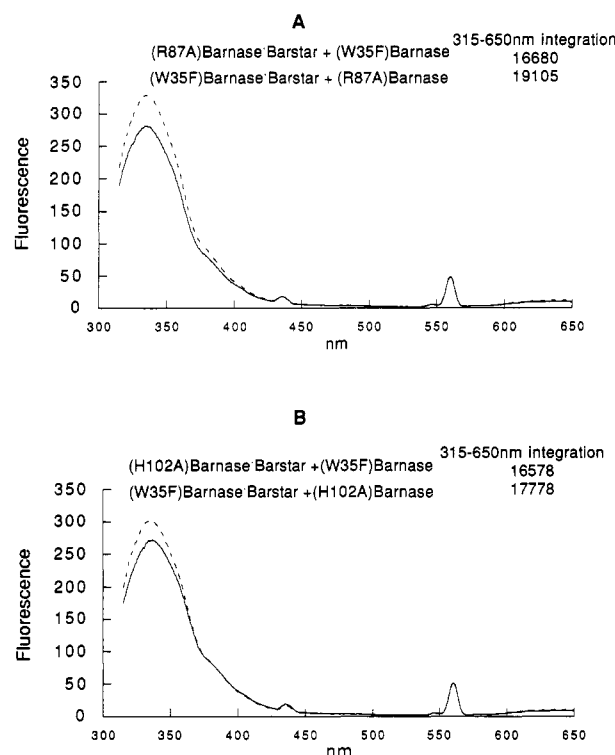 A
315-650nm integration
(R87A)Barnase·Barstar + (W35F)Barnase 16680
(W35F)Barnase·Barstar + (R87A)Barnase 19105
350
300
250
200
150
100
50
0
Fluorescence
300 350 400 450 500 550 600 650
nm
B
315-650nm integration
(H102A)Barnase·Barstar +(W35F)Barnase 16578
(W35F)Barnase·Barstar +(H102A)Barnase 17778
350
300
250
200
150
100
50
0
Fluorescence
300 350 400 450 500 550 600 650
nm